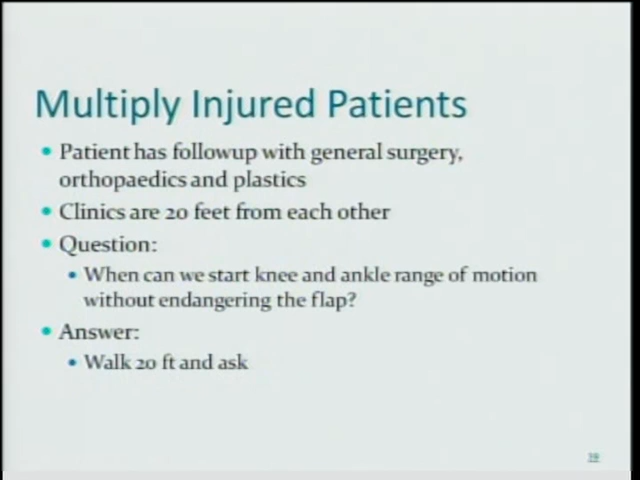 Multiply Injured Patients
• Patient has followup with general surgery,
orthopaedics and plastics
• Clinics are 20 feet from each other
• Question:
• When can we start knee and ankle range of motion
without endangering the flap?
• Answer:
• Walk 20 ft and ask